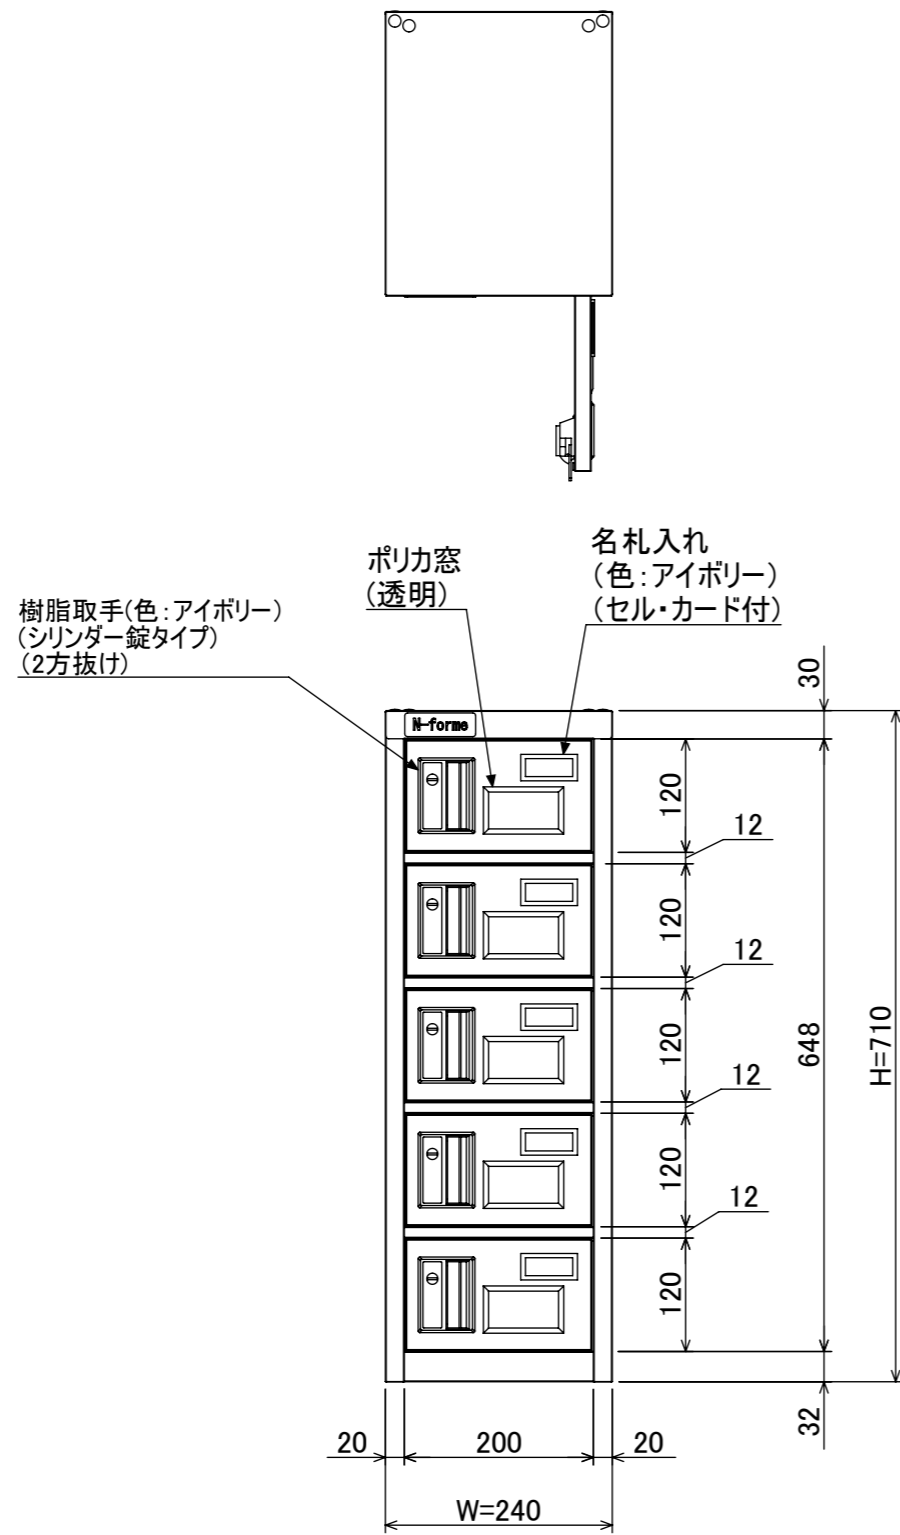 樹脂取手(色:アイボリー)
(シリンダー錠タイプ)
(2方抜け)
ポリカ窓
(透明)
名札入れ
(色:アイボリー)
(セル・カード付)
N-forme
30
120
12
120
12
120
12
120
12
120
648
H=710
32
20
200
20
W=240